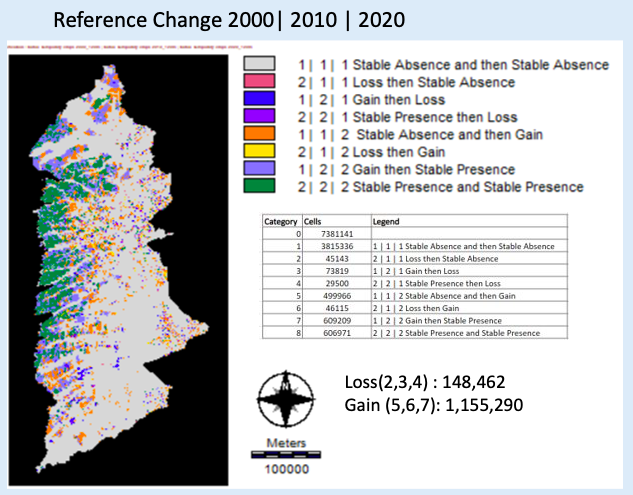 Reference Change 2000| 2010 | 2020
1| 1| 1 Stable Absence and then Stable Absence
2| 1| 1 Loss then Stable Absence
1| 2| 1 Gain then Loss
2| 2| 1 Stable Presence then Loss
1| 1| 2 Stable Absence and then Gain
2| 1| 2 Loss then Gain
1| 2| 2 Gain then Stable Presence
2| 2| 2 Stable Presence and Stable Presence
Category Cells Legend
0 7381141
1 3815336 1 | 1 | 1 Stable Absence and then Stable Absence
2 45143 2 | 1 | 1 Loss then Stable Absence
3 73819 1 | 2 | 1 Gain then Loss
4 29500 2 | 2 | 1 Stable Presence then Loss
5 499966 1 | 1 | 2 Stable Absence and then Gain
6 46115 2 | 1 | 2 Loss then Gain
7 609209 1 | 2 | 2 Gain then Stable Presence
8 606971 2 | 2 | 2 Stable Presence and Stable Presence
Loss(2,3,4) : 148,462
Gain (5,6,7): 1,155,290
Meters
100000